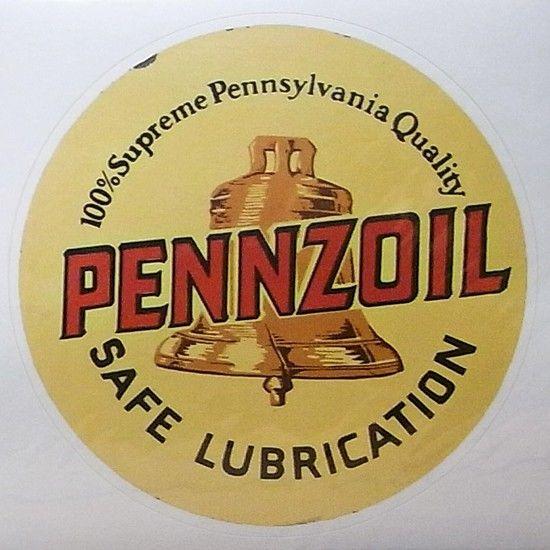 100% Supreme Pennsylvania Quality
PENNZOIL
SAFE LUBRICATION